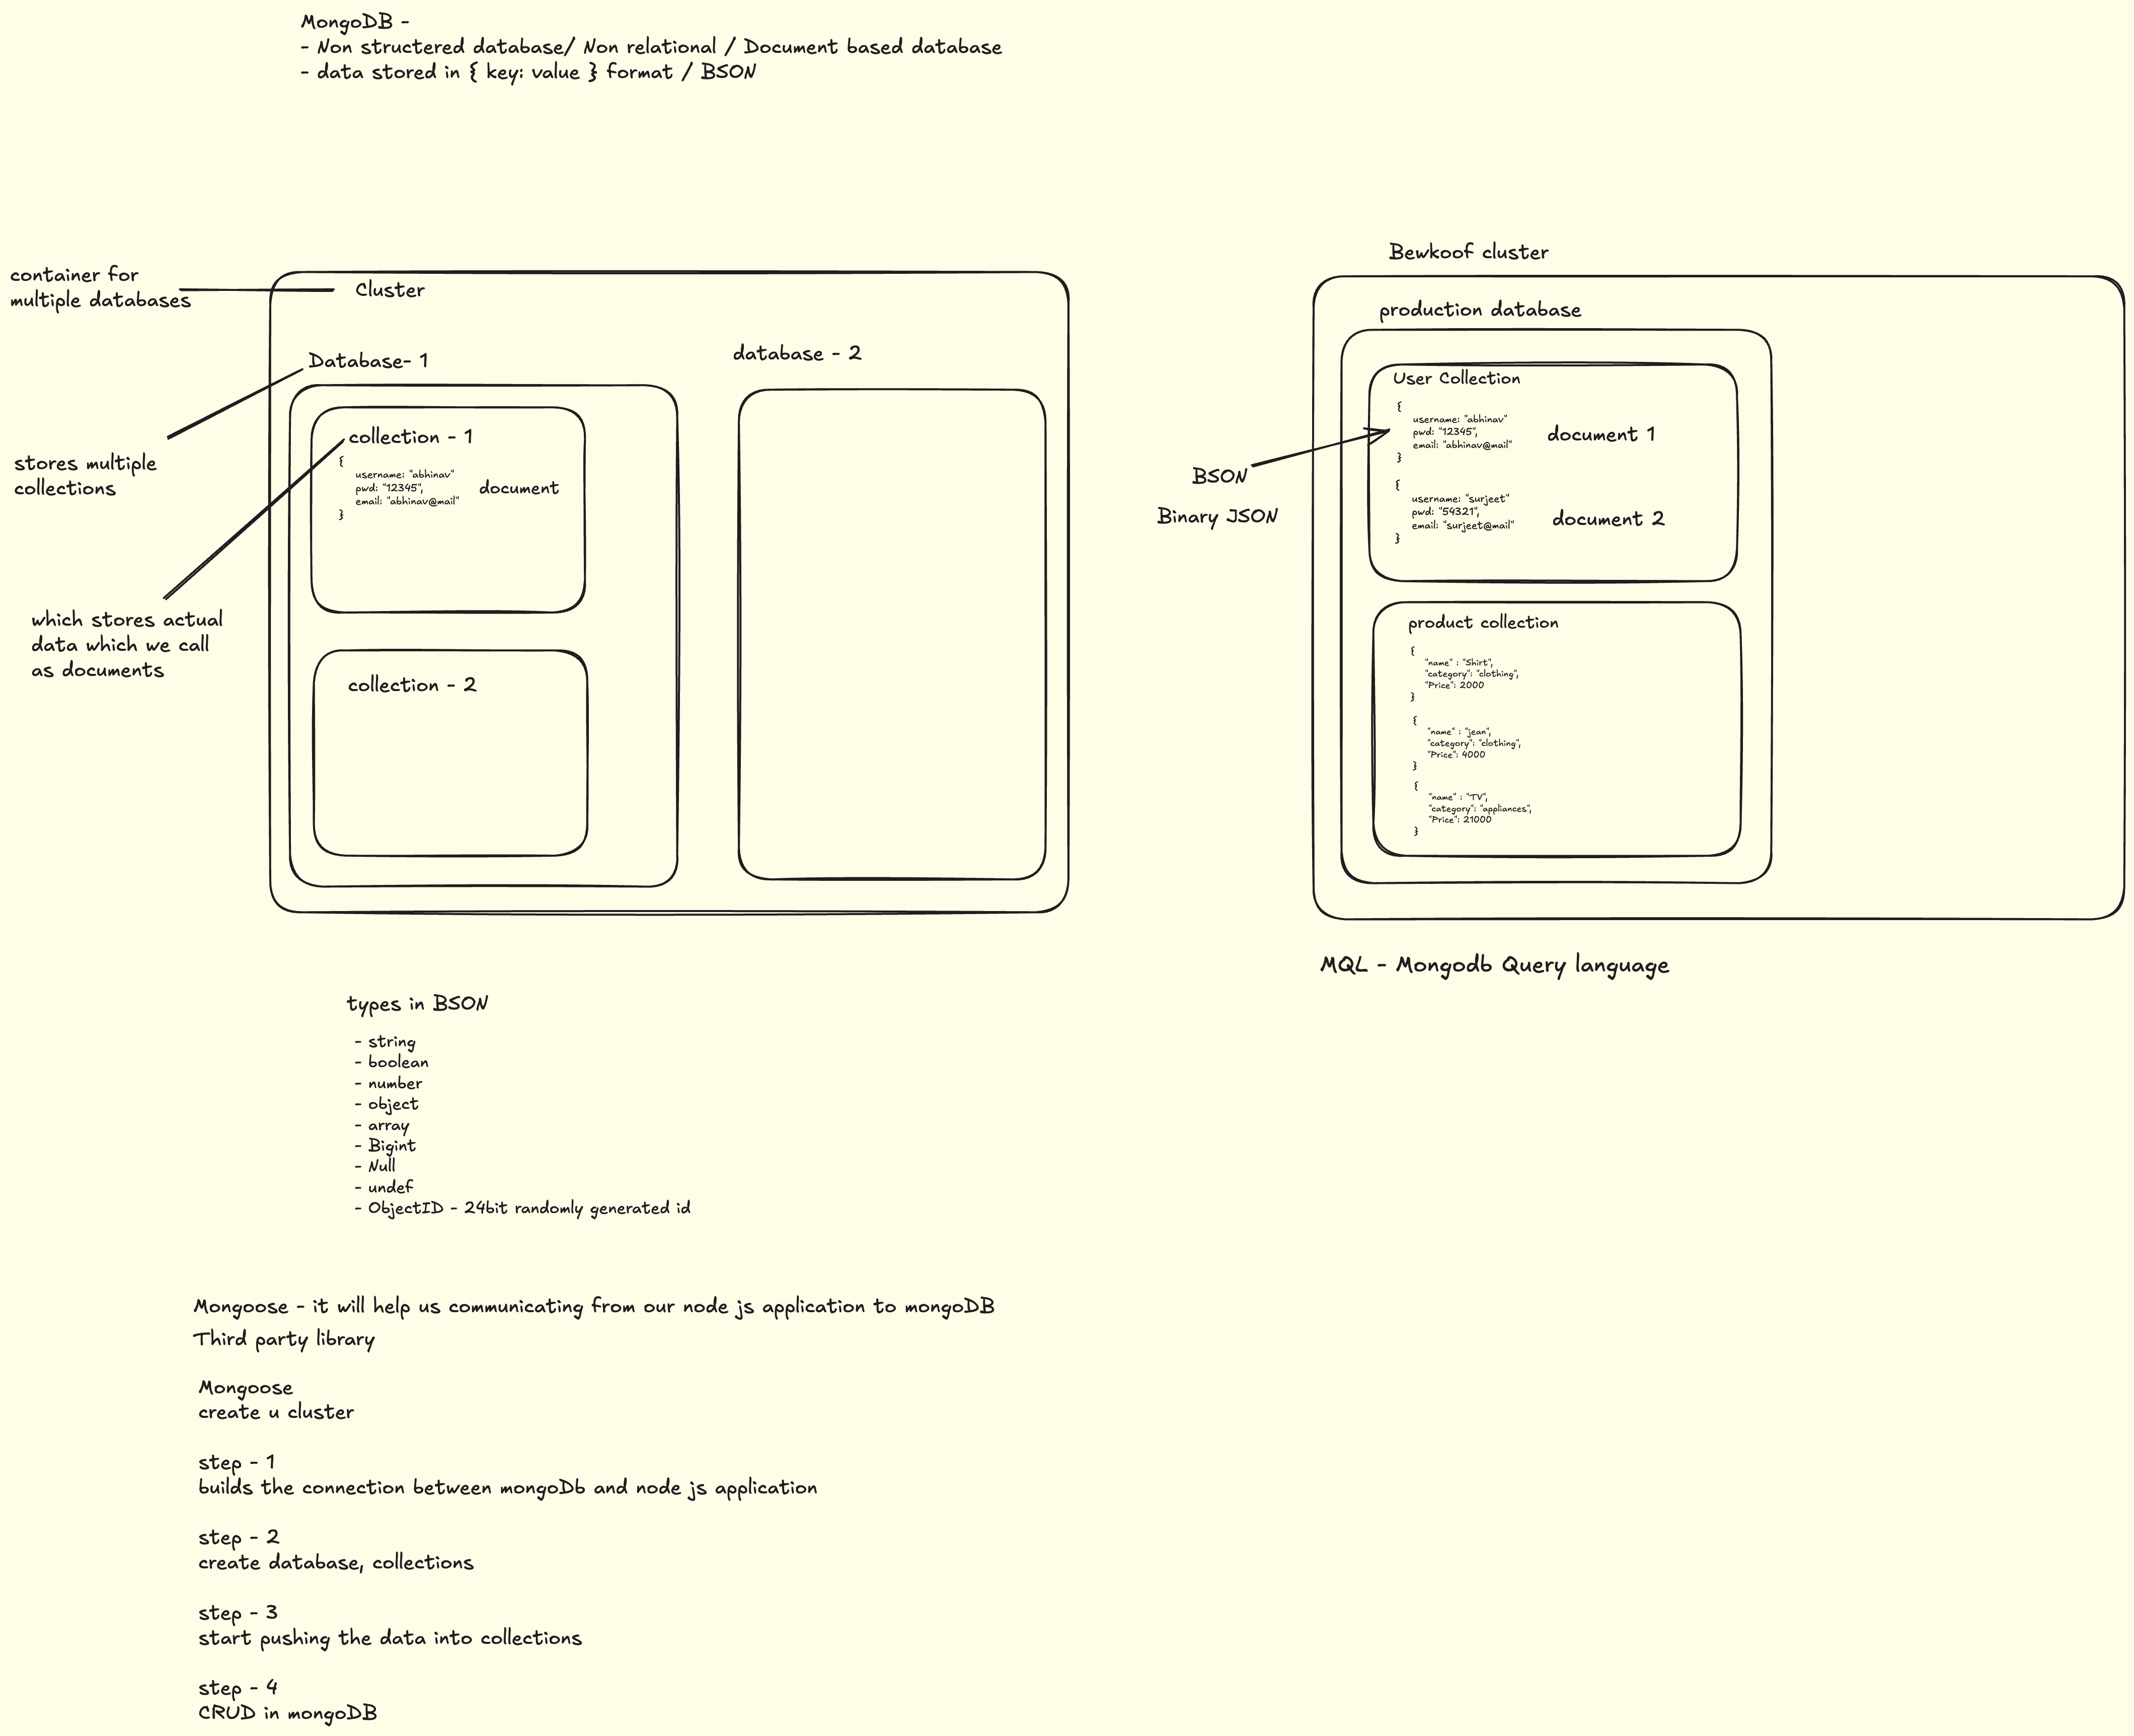 MongoDB -
- Non structered database/ Non relational / Document based database
- data stored in { key: value } format / BSON
container for
multiple databases
Cluster
Database- 1
database - 2
stores multiple
collections
collection - 1
{
username: "abhinav"
pwd: "12345",
email: "abhinav@mail"
}
document
which stores actual
data which we call
as documents
collection - 2
Bewkoof cluster
production database
User Collection
{
username: "abhinav"
pwd: "12345",
email: "abhinav@mail"
}
document 1
{
username: "surjeet"
pwd: "54321",
email: "surjeet@mail"
}
document 2
BSON
Binary JSON
product collection
{
"name" : "Shirt",
"category": "clothing",
"Price": 2000
}
{
"name" : "jean",
"category": "clothing",
"Price": 4000
}
{
"name" : "TV",
"category": "appliances",
"Price": 21000
}
MQL - Mongodb Query language
types in BSON
- string
- boolean
- number
- object
- array
- Bigint
- Null
- undef
- ObjectID - 24bit randomly generated id
Mongoose - it will help us communicating from our node js application to mongoDB
Third party library
Mongoose
create u cluster
step - 1
builds the connection between mongoDb and node js application
step - 2
create database, collections
step - 3
start pushing the data into collections
step - 4
CRUD in mongoDB